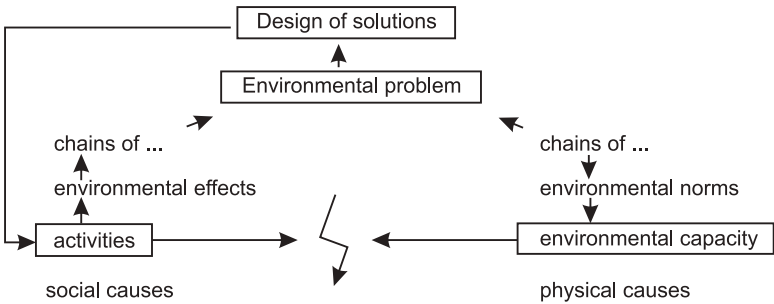 Design of solutions
Environmental problem
chains of ...
chains of ...
environmental effects
environmental norms
activities
environmental capacity
social causes
physical causes